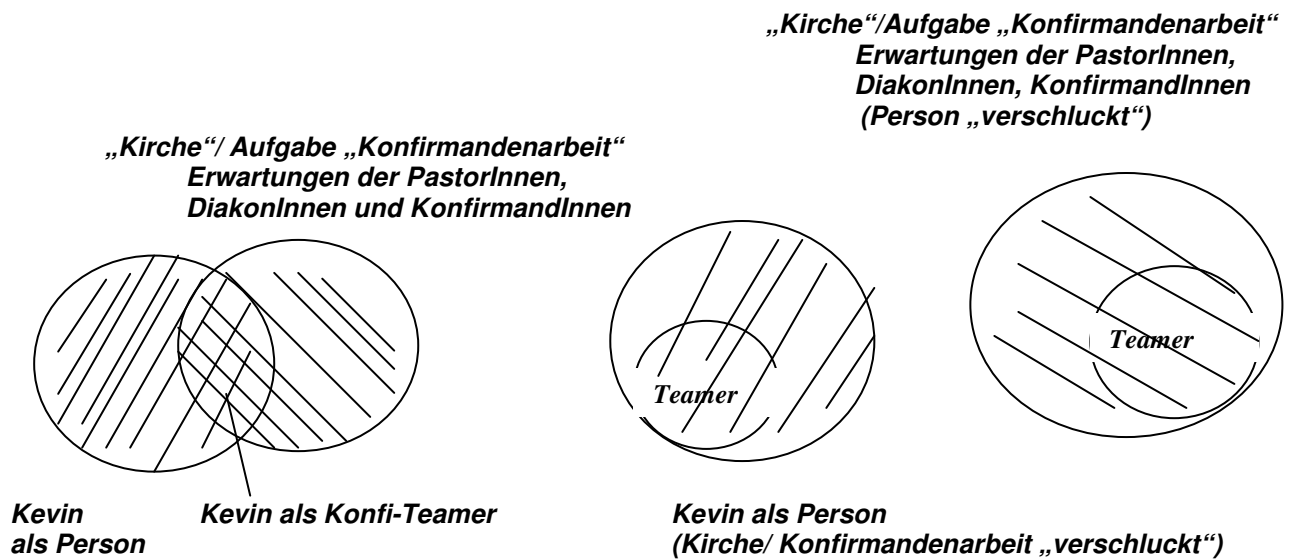 „Kirche“/Aufgabe „Konfirmandenarbeit“
Erwartungen der PastorInnen,
DiakonInnen, KonfirmandInnen
(Person „verschluckt“)
„Kirche“/ Aufgabe „Konfirmandenarbeit“
Erwartungen der PastorInnen,
DiakonInnen und KonfirmandInnen
Teamer
Teamer
Kevin
als Person
Kevin als Konfi-Teamer
Kevin als Person
(Kirche/ Konfirmandenarbeit „verschluckt“)